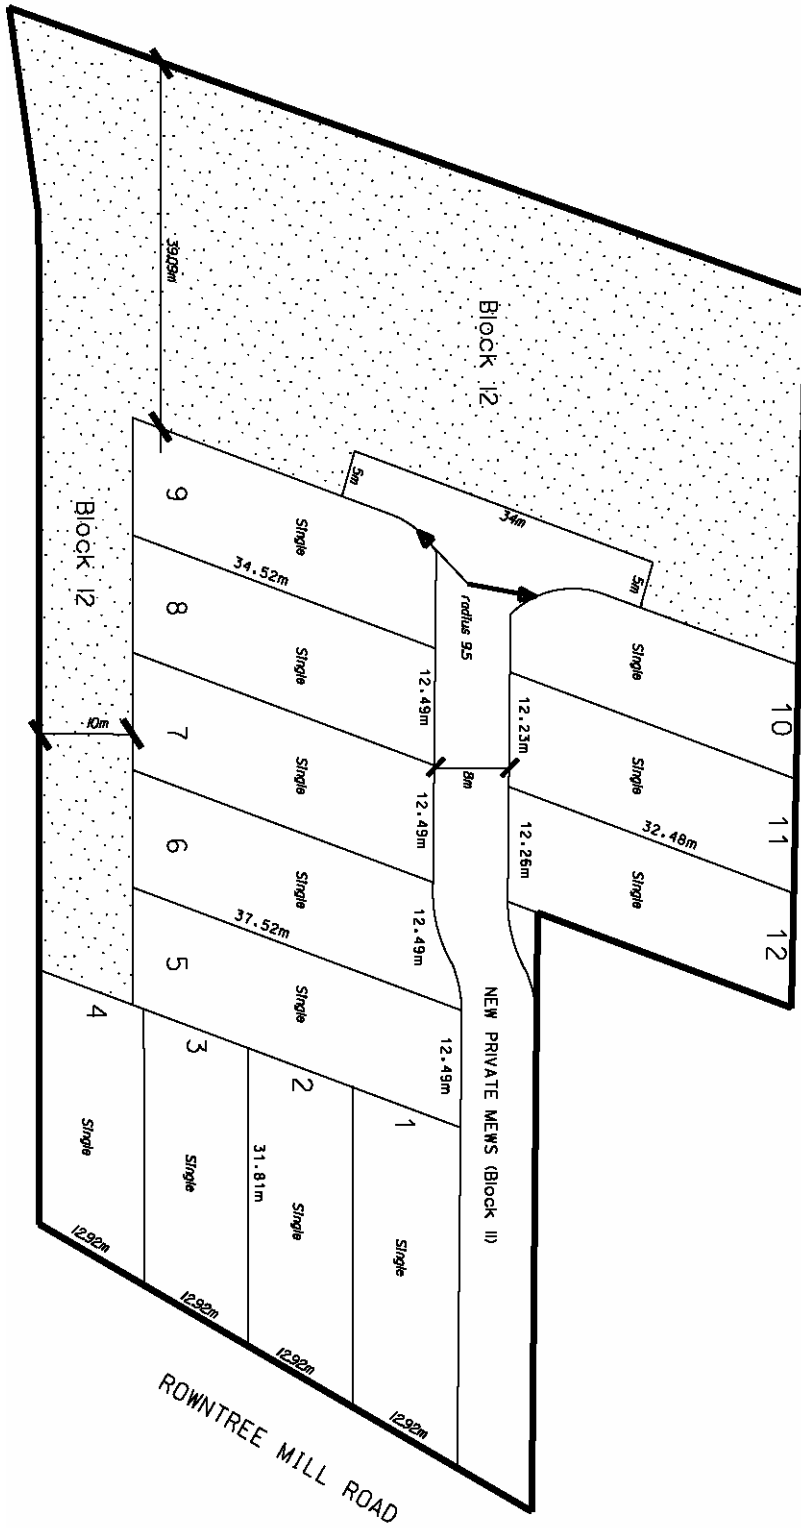 39.09m
Block 12
5m
34m
5m
9
Single
34.52m
radius 9.5
Block 12
8
Single
Single
10
12.49m
12.23m
10m
7
Single
8m
Single
11
12.49m
12.26m
32.48m
6
Single
Single
12
37.52m
12.49m
5
Single
NEW PRIVATE MEWS (Block 11)
12.49m
4
3
2
1
Single
Single
31.81m
Single
Single
12.92m
12.92m
12.92m
12.92m
ROWNTREE MILL ROAD